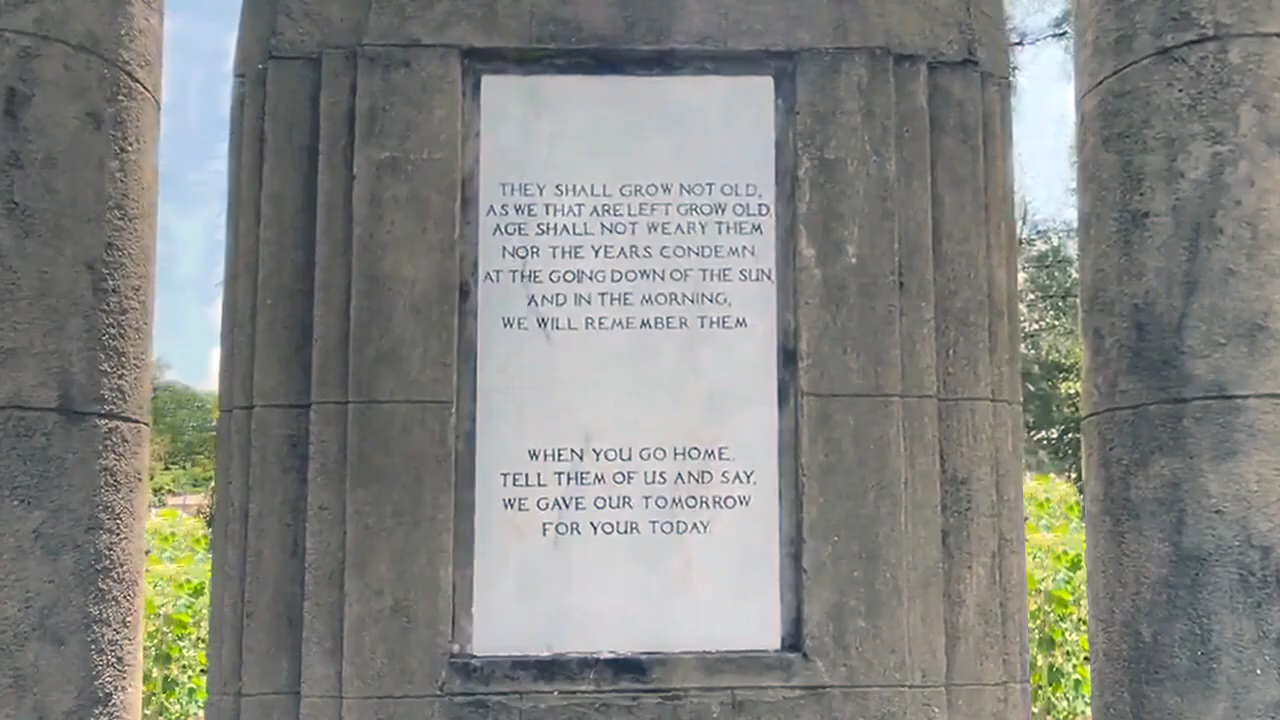 THEY SHALL GROW NOT OLD,
AS WE THAT ARE LEFT GROW OLD,
AGE SHALL NOT WEARY THEM
NOR THE YEARS CONDEMN.
AT THE GOING DOWN OF THE SUN,
AND IN THE MORNING,
WE WILL REMEMBER THEM
WHEN YOU GO HOME,
TELL THEM OF US AND SAY,
WE GAVE OUR TOMORROW
FOR YOUR TODAY.